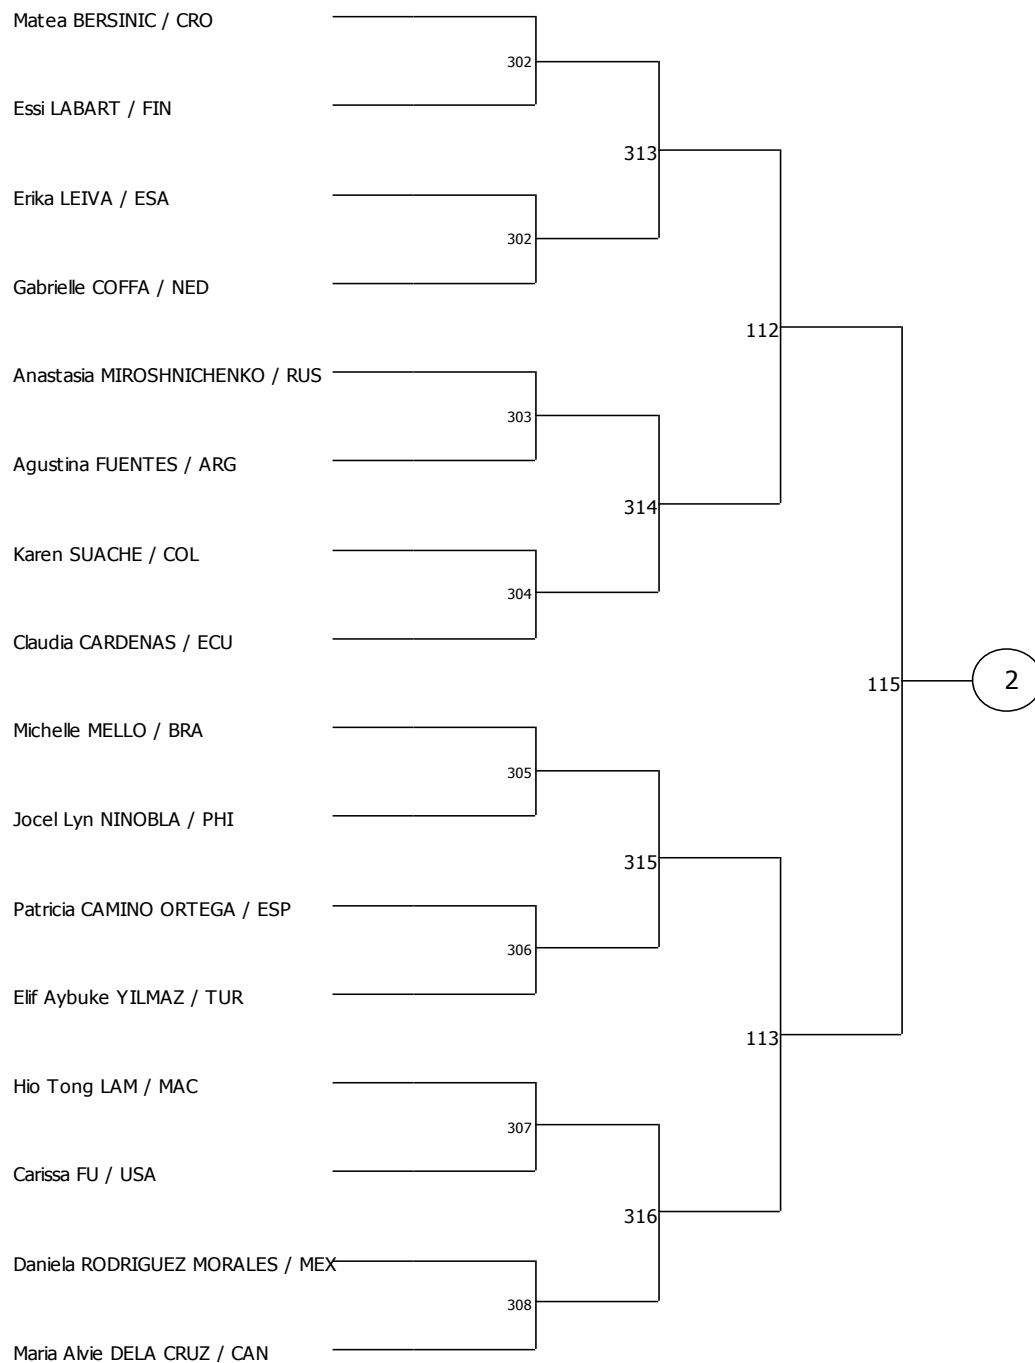 Matea BERSINIC / CRO
302
Essi LABART / FIN
313
Erika LEIVA / ESA
302
Gabrielle COFFA / NED
112
Anastasia MIROSHNICHENKO / RUS
303
Agustina FUENTES / ARG
314
Karen SUACHE / COL
304
Claudia CARDENAS / ECU
115
2
Michelle MELLO / BRA
305
Jocel Lyn NINOBLA / PHI
315
Patricia CAMINO ORTEGA / ESP
306
Elif Aybuke YILMAZ / TUR
113
Hio Tong LAM / MAC
307
Carissa FU / USA
316
Daniela RODRIGUEZ MORALES / MEX
308
Maria Alvie DELA CRUZ / CAN